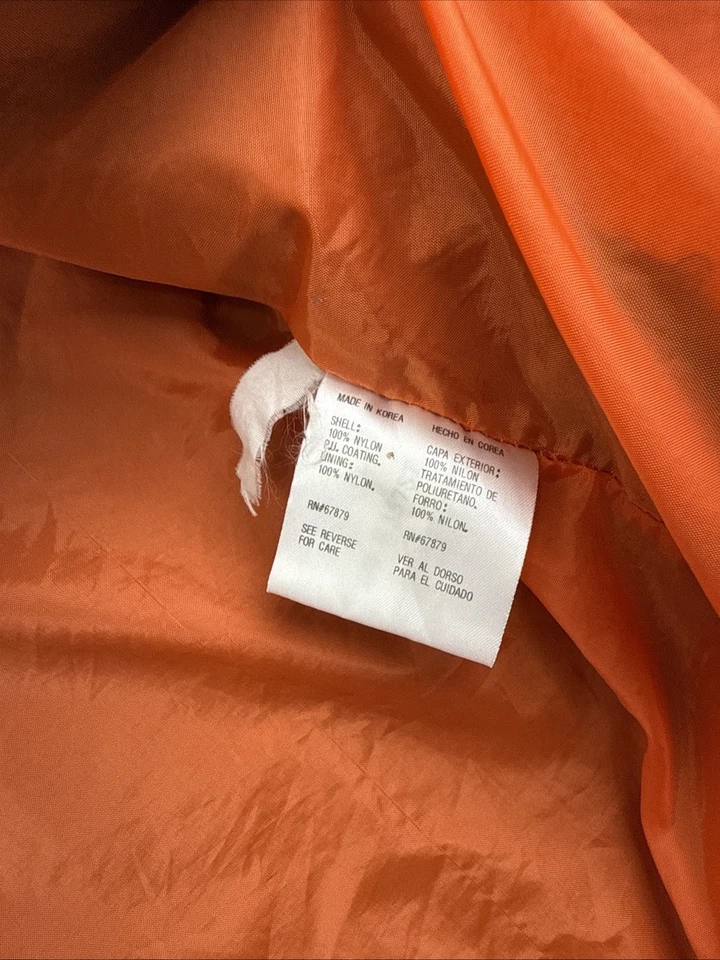 MADE IN KOREA
SHELL:
100% NYLON
P.U. COATING.
LINING:
100% NYLON.
RN#67879
SEE REVERSE
FOR CARE
HECHO EN COREA
CAPA EXTERIOR:
100% NILON
TRATAMIENTO DE
POLIURETANO.
FORRO:
100% NILON.
RN#67879
VER AL DORSO
PARA EL CUIDADO